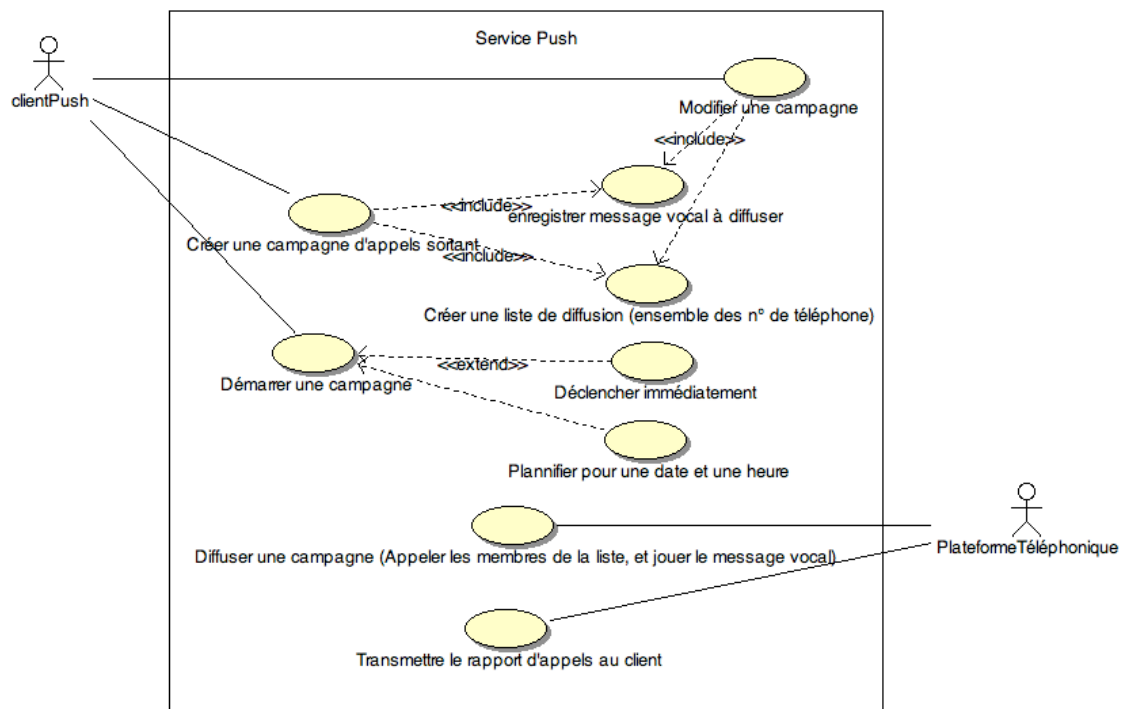 Service Push
clientPush
Modifier une campagne
<<include>>
<<include>>
enregistrer message vocal à diffuser
Créer une campagne d'appels sortant
<<include>>
Créer une liste de diffusion (ensemble des n° de téléphone)
<<extend>>
Démarrer une campagne
Déclencher immédiatement
Plannifier pour une date et une heure
Diffuser une campagne (Appeler les membres de la liste, et jouer le message vocal)
PlateformeTéléphonique
Transmettre le rapport d'appels au client